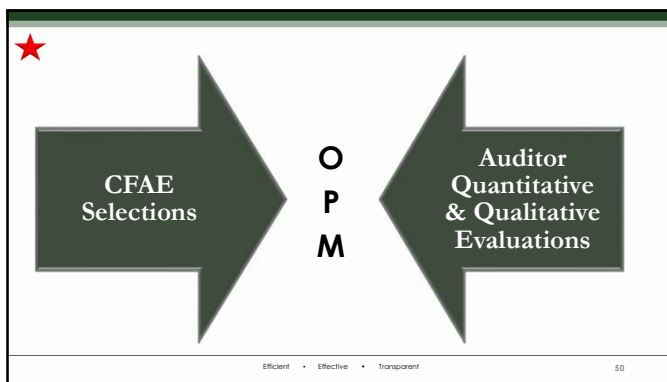 CFAE
Selections
O
P
M
Auditor
Quantitative
& Qualitative
Evaluations
Efficient • Effective • Transparent
50